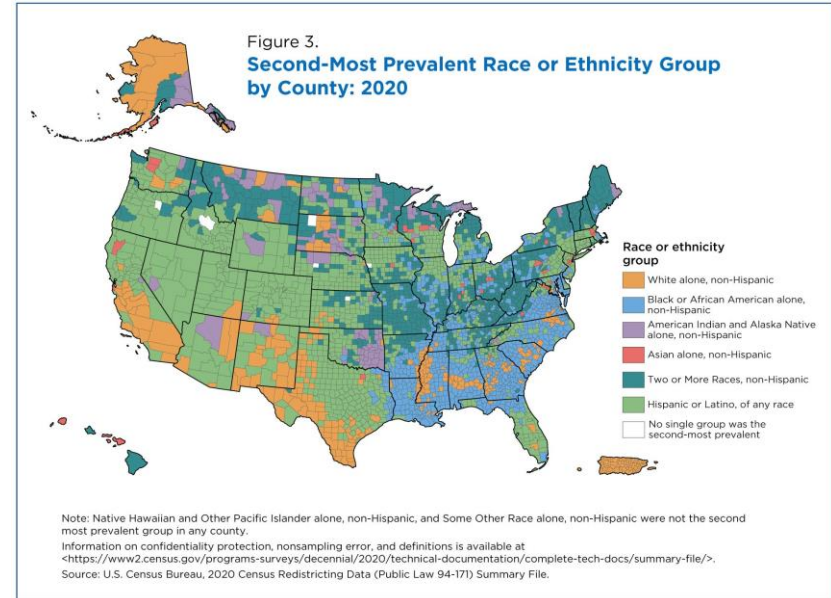 Figure 3.
Second-Most Prevalent Race or Ethnicity Group
by County: 2020
Race or ethnicity
group
White alone, non-Hispanic
Black or African American alone,
non-Hispanic
American Indian and Alaska Native
alone, non-Hispanic
Asian alone, non-Hispanic
Two or More Races, non-Hispanic
Hispanic or Latino, of any race
No single group was the
second-most prevalent
Note: Native Hawaiian and Other Pacific Islander alone, non-Hispanic, and Some Other Race alone, non-Hispanic were not the second
most prevalent group in any county.
Information on confidentiality protection, nonsampling error, and definitions is available at
<https://www2.census.gov/programs-surveys/decennial/2020/technical-documentation/complete-tech-docs/summary-file/>.
Source: U.S. Census Bureau, 2020 Census Redistricting Data (Public Law 94-171) Summary File.